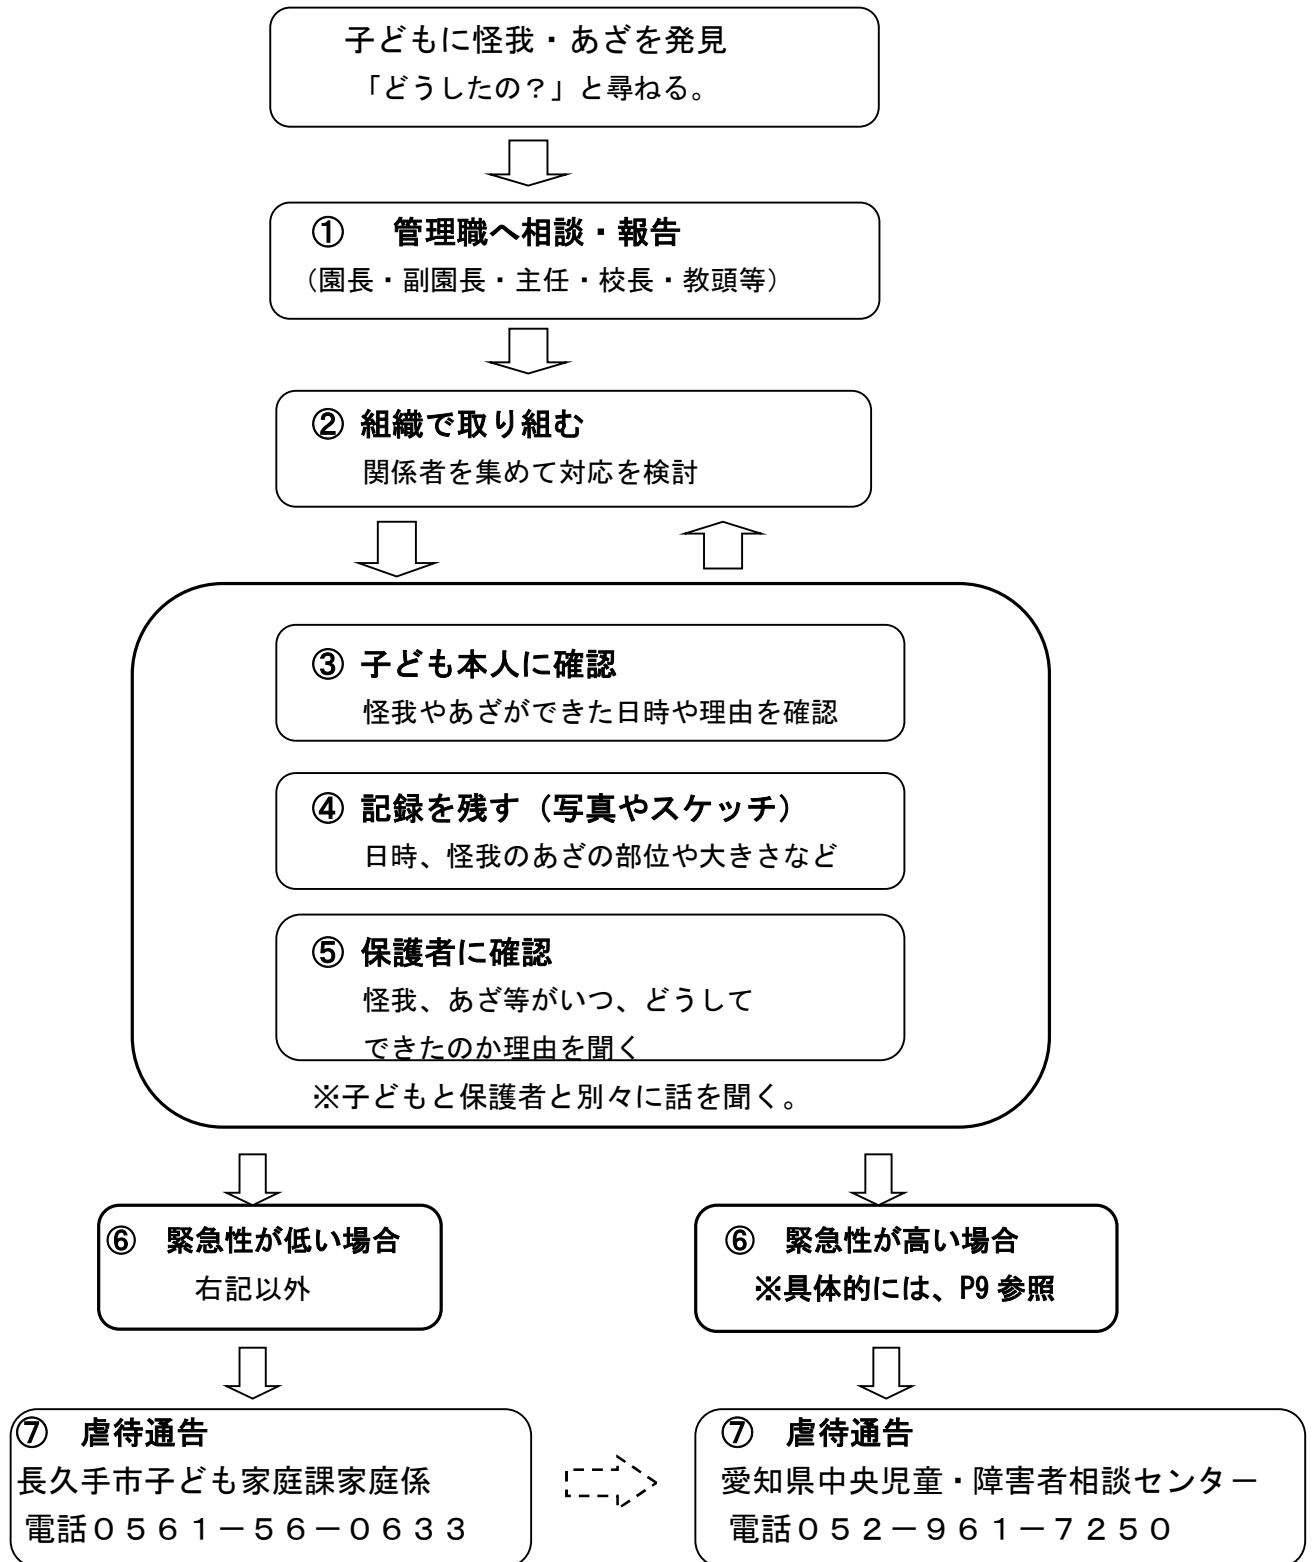 子どもに怪我・あざを発見
「どうしたの？」と尋ねる。
① 管理職へ相談・報告
（園長・副園長・主任・校長・教頭等）
② 組織で取り組む
関係者を集めて対応を検討
③ 子ども本人に確認
怪我やあざができた日時や理由を確認
④ 記録を残す（写真やスケッチ）
日時、怪我のあざの部位や大きさなど
⑤ 保護者に確認
怪我、あざ等がいつ、どうして
できたのか理由を聞く
※子どもと保護者と別々に話を聞く。
⑥ 緊急性が低い場合
右記以外
⑥ 緊急性が高い場合
※具体的には、P9 参照
⑦ 虐待通告
長久手市子ども家庭課家庭係
電話０５６１－５６－０６３３
⑦ 虐待通告
愛知県中央児童・障害者相談センター
電話０５２－９６１－７２５０